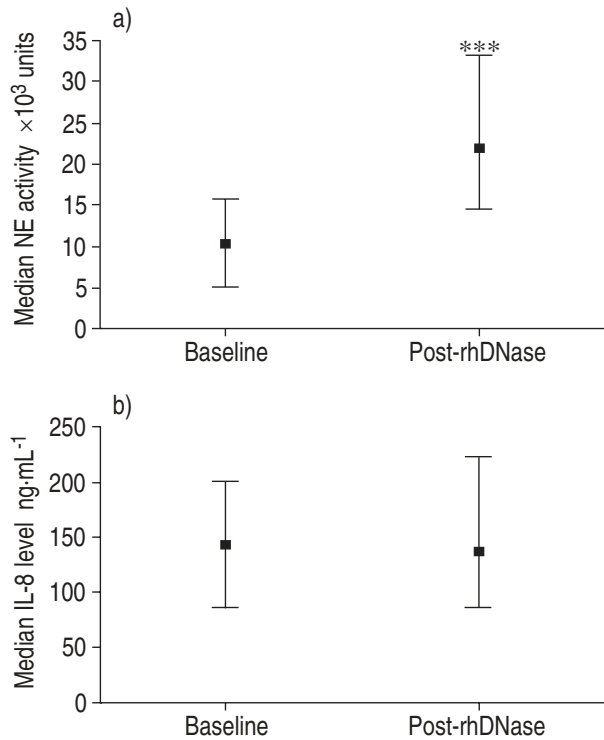 a)
Median NE activity ×10³ units
35
30
25
20
15
10
5
0
***
Baseline Post-rhDNase
b)
Median IL-8 level ng·mL⁻¹
250
200
150
100
50
0
Baseline Post-rhDNase